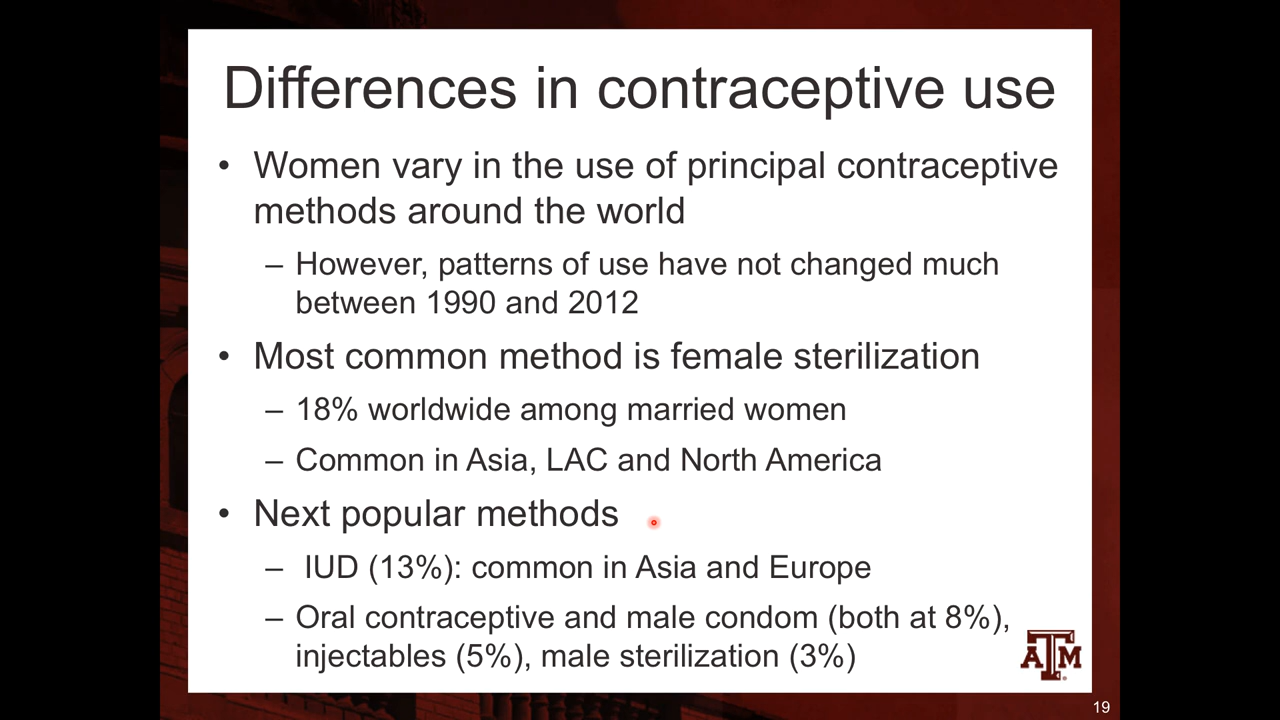 Differences in contraceptive use
• Women vary in the use of principal contraceptive
methods around the world
– However, patterns of use have not changed much
between 1990 and 2012
• Most common method is female sterilization
– 18% worldwide among married women
– Common in Asia, LAC and North America
• Next popular methods
– IUD (13%): common in Asia and Europe
– Oral contraceptive and male condom (both at 8%),
injectables (5%), male sterilization (3%)
ATM
19